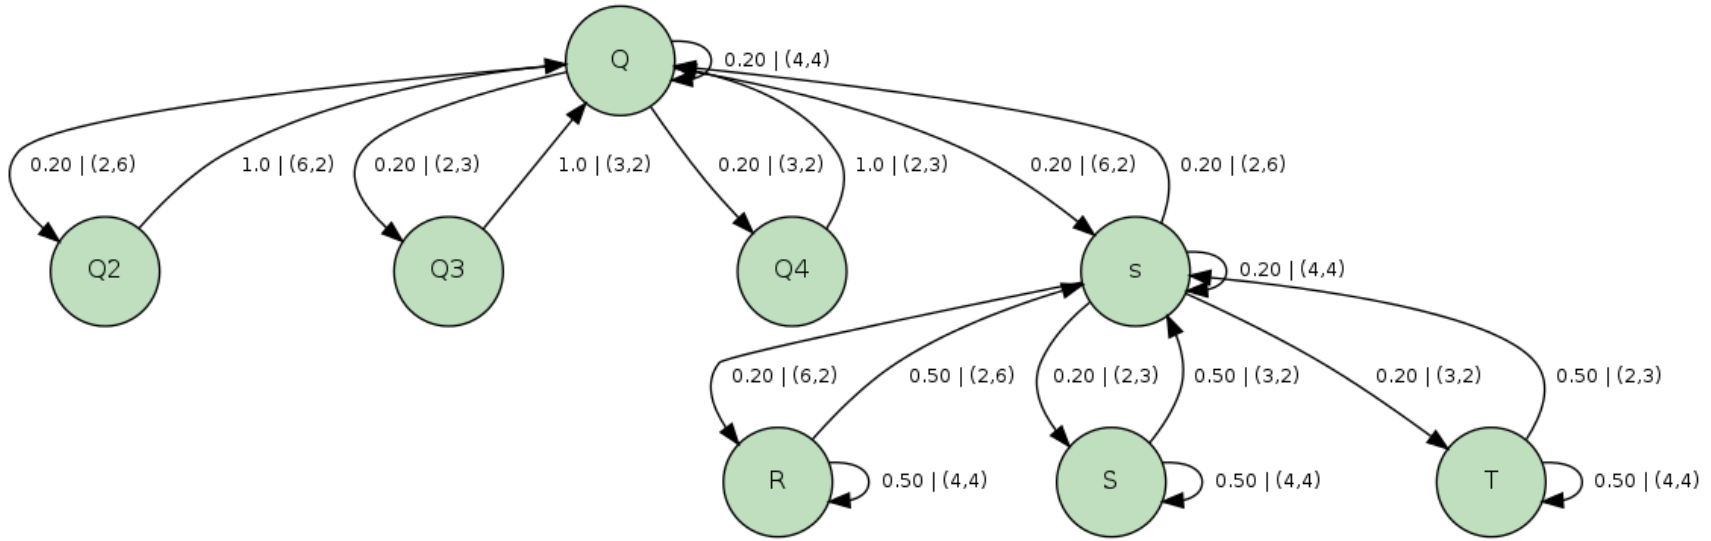 Q
0.20 | (4,4)
0.20 | (2,6)
1.0 | (6,2)
0.20 | (2,3)
1.0 | (3,2)
0.20 | (3,2)
1.0 | (2,3)
0.20 | (6,2)
0.20 | (2,6)
Q2
Q3
Q4
s
0.20 | (4,4)
0.20 | (6,2)
0.50 | (2,6)
0.20 | (2,3)
0.50 | (3,2)
0.20 | (3,2)
0.50 | (2,3)
R
0.50 | (4,4)
S
0.50 | (4,4)
T
0.50 | (4,4)